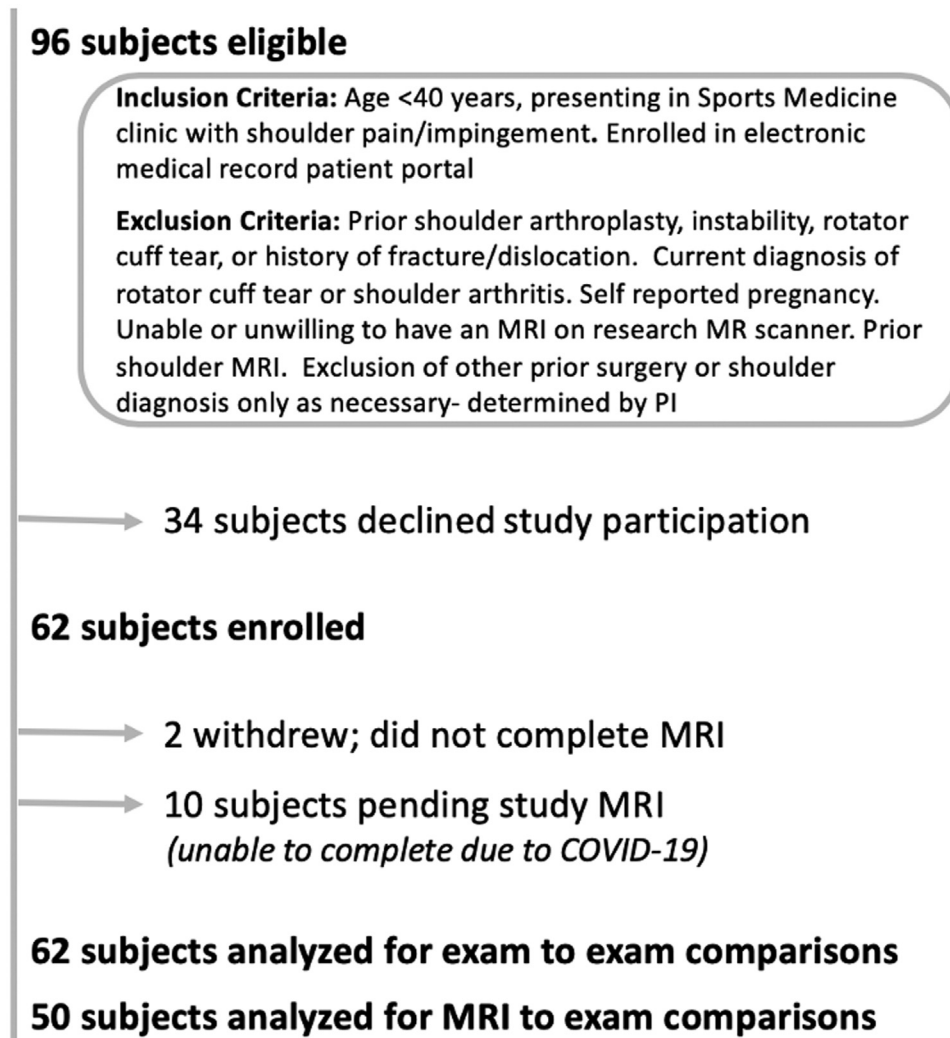 96 subjects eligible
Inclusion Criteria: Age <40 years, presenting in Sports Medicine
clinic with shoulder pain/impingement. Enrolled in electronic
medical record patient portal
Exclusion Criteria: Prior shoulder arthroplasty, instability, rotator
cuff tear, or history of fracture/dislocation.  Current diagnosis of
rotator cuff tear or shoulder arthritis. Self reported pregnancy.
Unable or unwilling to have an MRI on research MR scanner. Prior
shoulder MRI.  Exclusion of other prior surgery or shoulder
diagnosis only as necessary- determined by PI
34 subjects declined study participation
62 subjects enrolled
2 withdrew; did not complete MRI
10 subjects pending study MRI
(unable to complete due to COVID-19)
62 subjects analyzed for exam to exam comparisons
50 subjects analyzed for MRI to exam comparisons